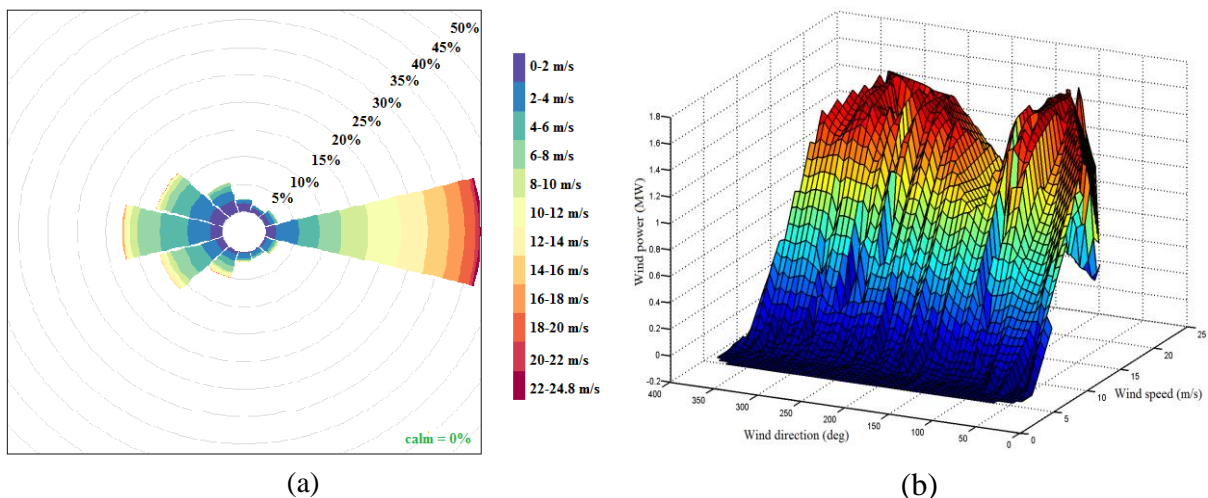 50%
45%
40%
35%
30%
25%
20%
15%
10%
5%
0-2 m/s
2-4 m/s
4-6 m/s
6-8 m/s
8-10 m/s
10-12 m/s
12-14 m/s
14-16 m/s
16-18 m/s
18-20 m/s
20-22 m/s
22-24.8 m/s
calm = 0%
(a)
Wind power (MW)
1.8
1.6
1.4
1.2
1
0.8
0.6
0.4
0.2
0
-0.2
400
350
300
250
200
150
100
50
0
Wind direction (deg)
0
5
10
15
20
25
Wind speed (m/s)
(b)